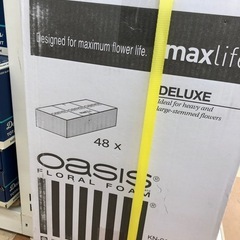 Designed for maximum flower life.
maxlife
48 x
DELUXE
Ideal for heavy and
large-stemmed flowers
OASIS
FLORAL FOAM